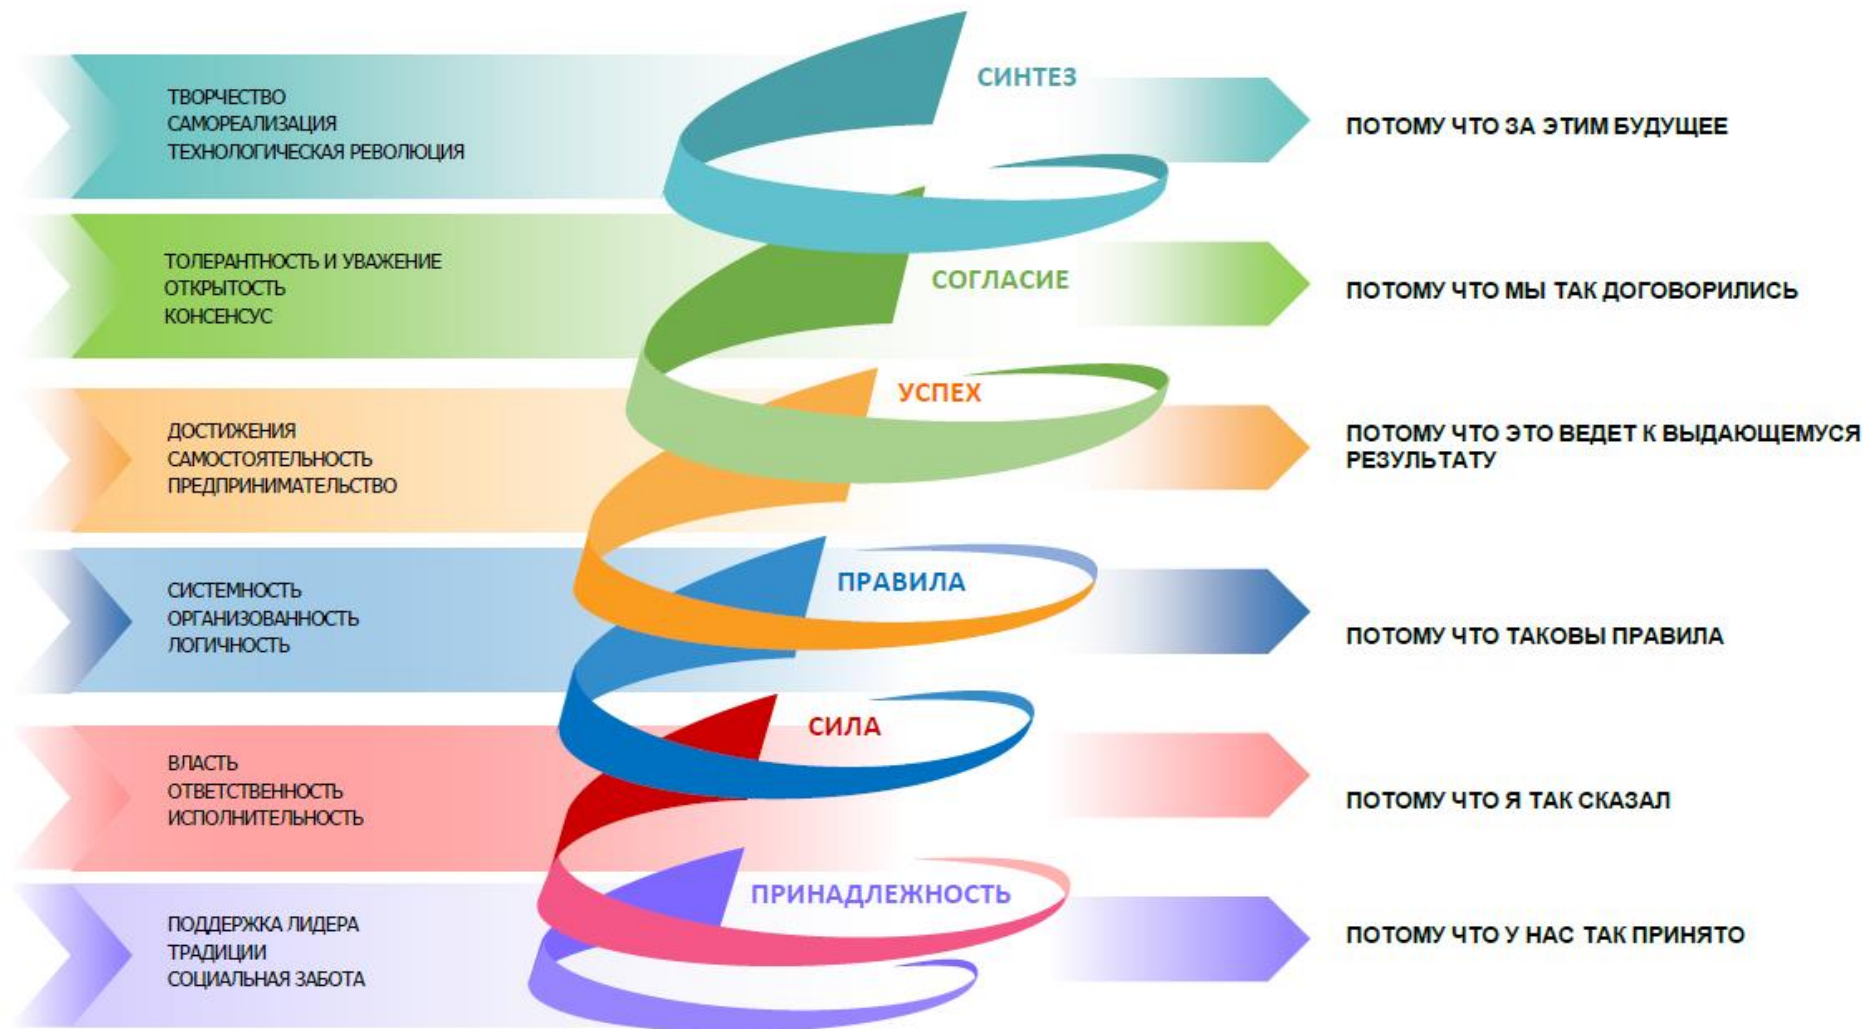 ТВОРЧЕСТВО
САМОРЕАЛИЗАЦИЯ
ТЕХНОЛОГИЧЕСКАЯ РЕВОЛЮЦИЯ
СИНТЕЗ
ПОТОМУ ЧТО ЗА ЭТИМ БУДУЩЕЕ
ТОЛЕРАНТНОСТЬ И УВАЖЕНИЕ
ОТКРЫТОСТЬ
КОНСЕНСУС
СОГЛАСИЕ
ПОТОМУ ЧТО МЫ ТАК ДОГОВОРИЛИСЬ
ДОСТИЖЕНИЯ
САМОСТОЯТЕЛЬНОСТЬ
ПРЕДПРИНИМАТЕЛЬСТВО
УСПЕХ
ПОТОМУ ЧТО ЭТО ВЕДЕТ К ВЫДАЮЩЕМУСЯ
РЕЗУЛЬТАТУ
СИСТЕМНОСТЬ
ОРГАНИЗОВАННОСТЬ
ЛОГИЧНОСТЬ
ПРАВИЛА
ПОТОМУ ЧТО ТАКОВЫ ПРАВИЛА
ВЛАСТЬ
ОТВЕТСТВЕННОСТЬ
ИСПОЛНИТЕЛЬНОСТЬ
СИЛА
ПОТОМУ ЧТО Я ТАК СКАЗАЛ
ПОДДЕРЖКА ЛИДЕРА
ТРАДИЦИИ
СОЦИАЛЬНАЯ ЗАБОТА
ПРИНАДЛЕЖНОСТЬ
ПОТОМУ ЧТО У НАС ТАК ПРИНЯТО